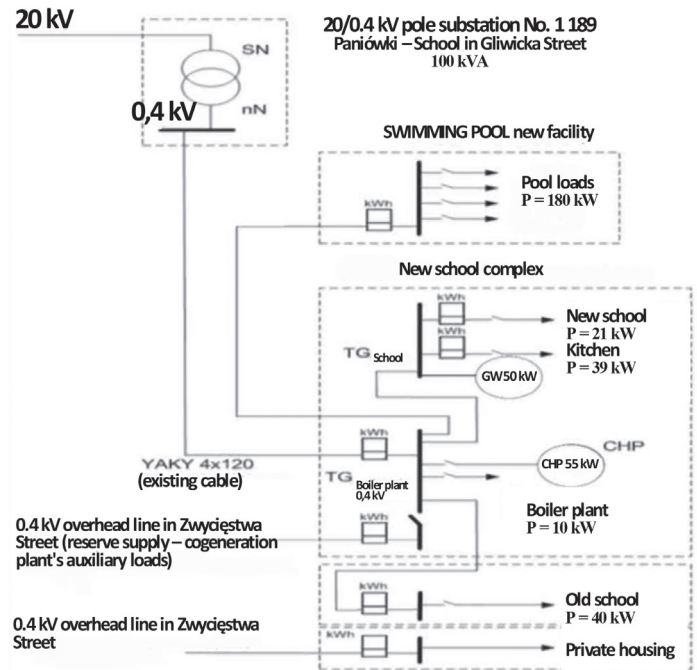 20 kV
20/0.4 kV pole substation No. 1 189
Paniówki – School in Gliwicka Street
100 kVA
SN
nN
0,4 kV
SWIMMING POOL new facility
kWh
Pool loads
P = 180 kW
New school complex
kWh
New school
P = 21 kW
kWh
Kitchen
P = 39 kW
TG School
GW 50 kW
kWh
CHP
CHP 55 kW
YAKY 4x120
(existing cable)
TG Boiler plant
0,4 kV
Boiler plant
P = 10 kW
0.4 kV overhead line in Zwycięstwa
Street (reserve supply – cogeneration
plant's auxiliary loads)
kWh
kWh
Old school
P = 40 kW
0.4 kV overhead line in Zwycięstwa
Street
kWh
Private housing